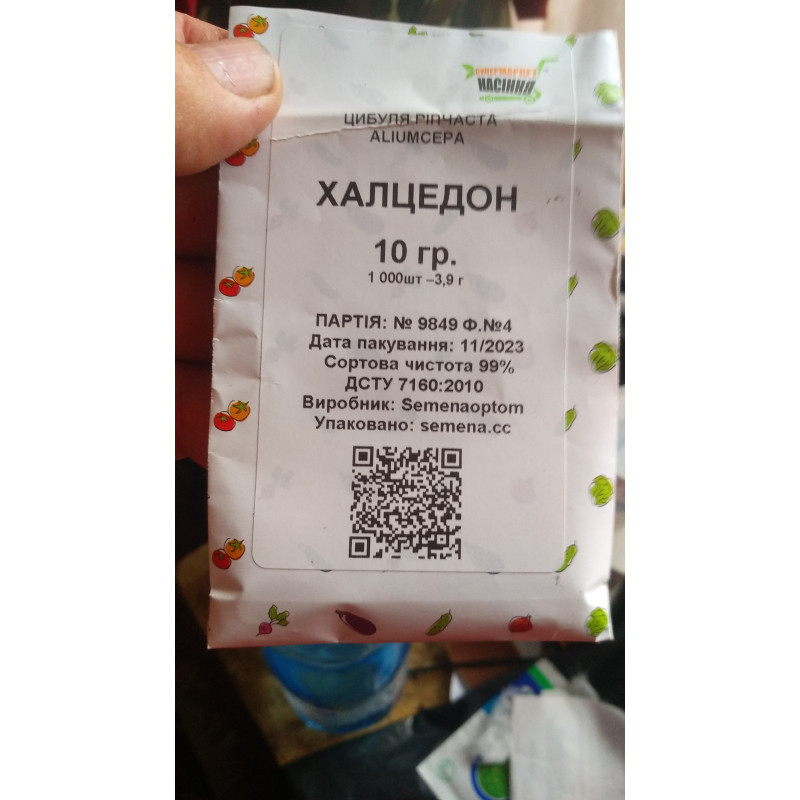 СУПЕРМАРКЕТ
НАСІННЯ
ЦИБУЛЯ РІПЧАСТА
ALIUMCEPA
ХАЛЦЕДОН
10 гр.
1 000шт –3,9 г
ПАРТІЯ: № 9849 Ф.№4
Дата пакування: 11/2023
Сортова чистота 99%
ДСТУ 7160:2010
Виробник: Semenaoptom
Упаковано: semena.cc